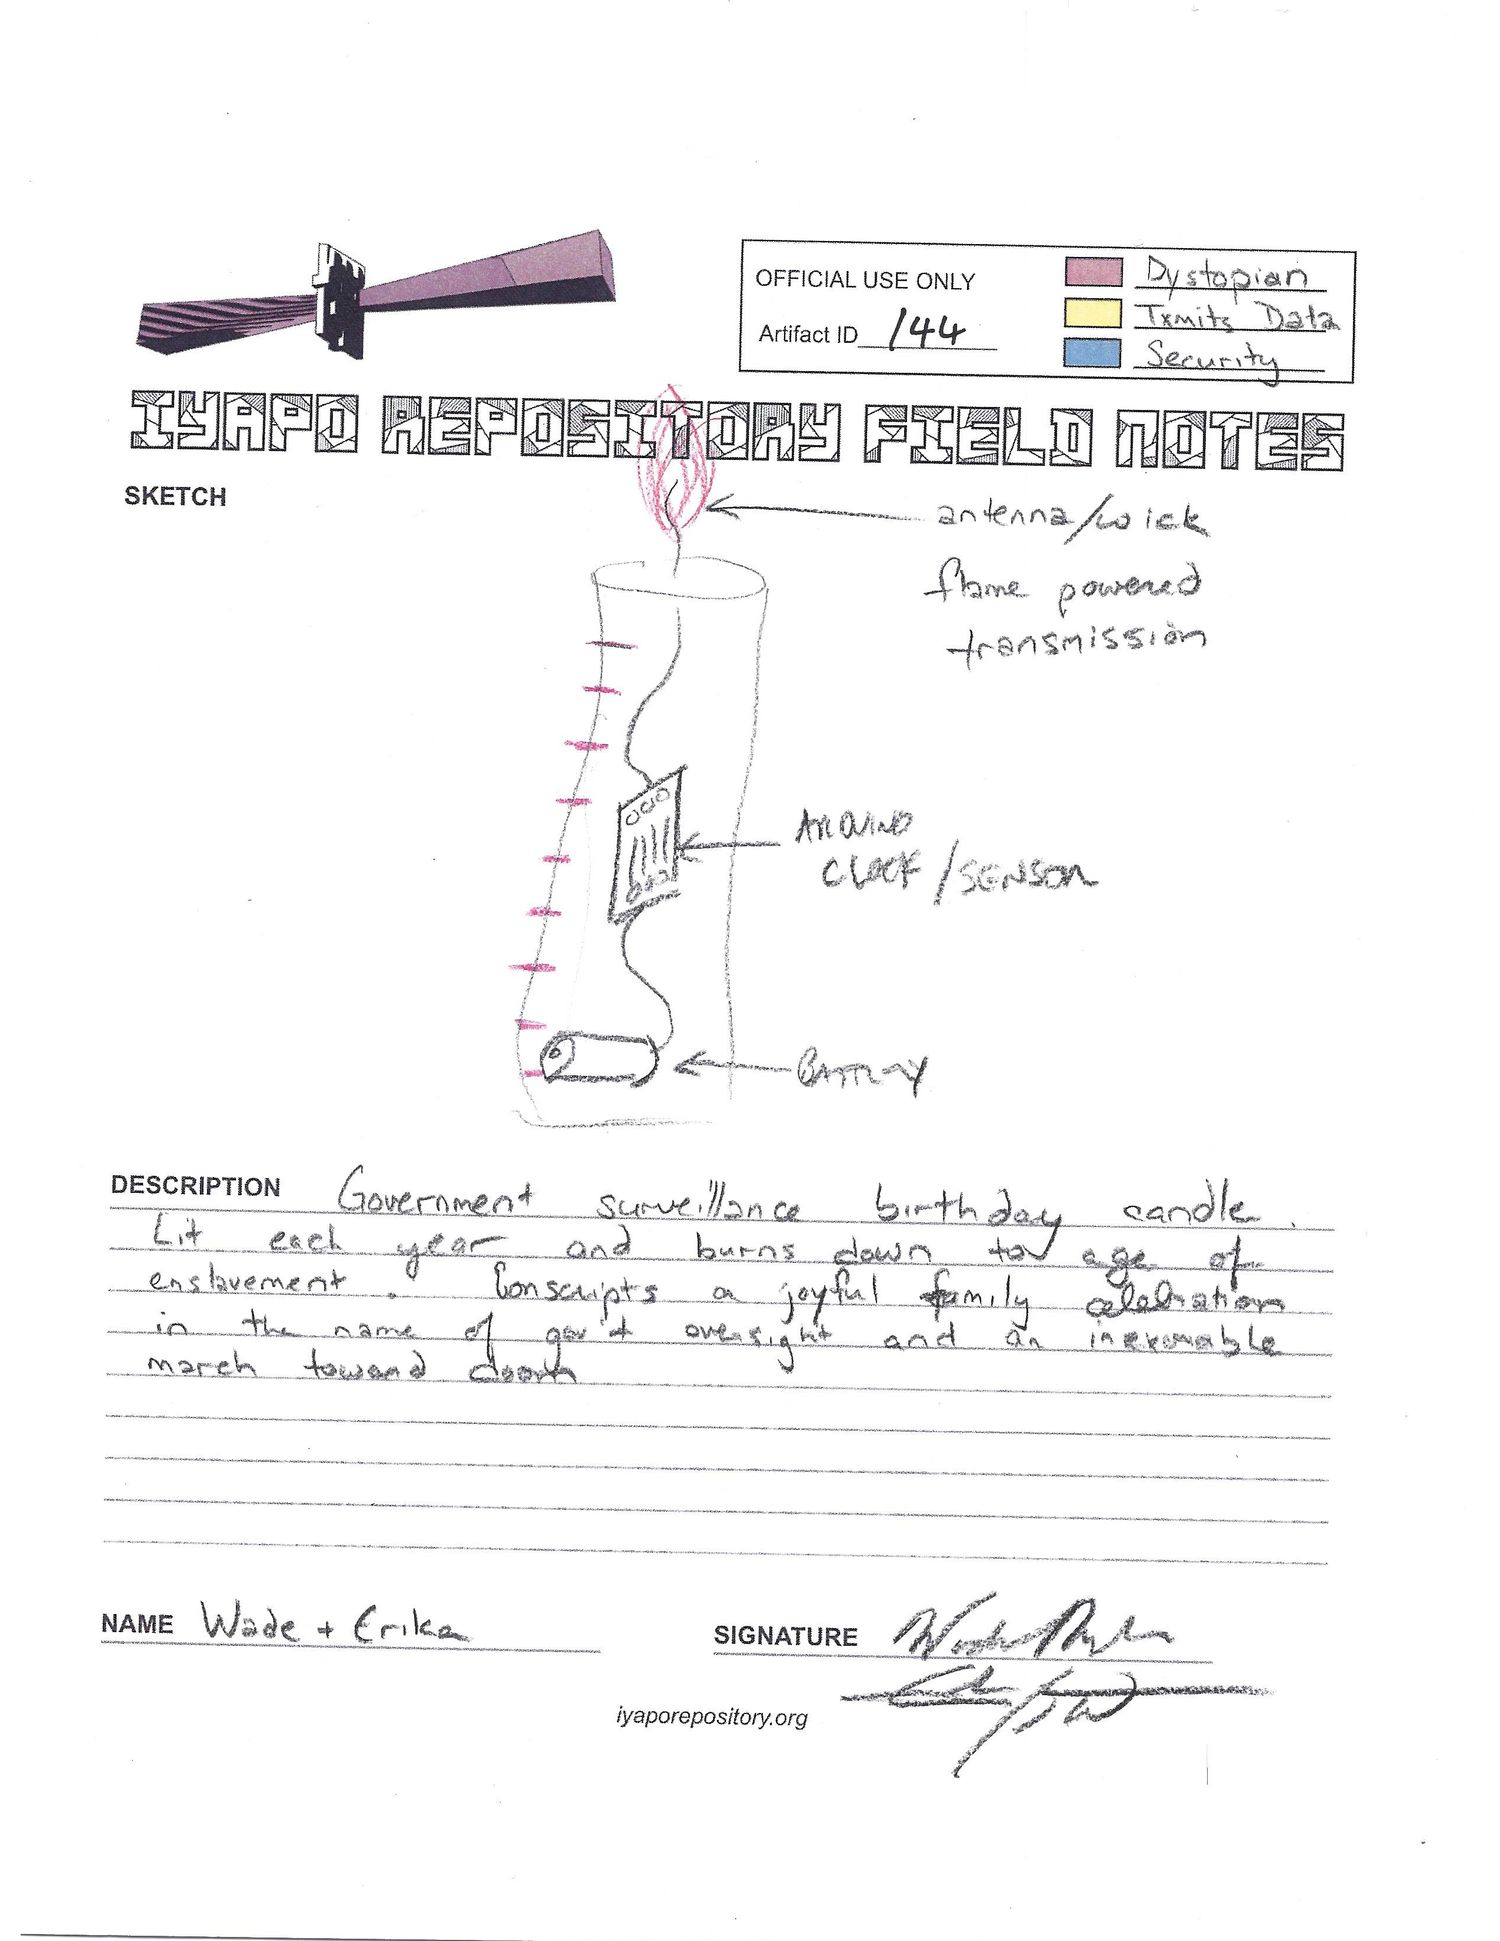 OFFICIAL USE ONLY
Artifact ID 144
Dystopian
Txmits Data
Security
IYAPO REPOSITORY FIELD NOTES
SKETCH
antenna/wick
flame powered
transmission
ARDUINO
CLOCK/SENSOR
BATTERY
DESCRIPTION Government surveillance birthday candle.
Lit each year and burns down to age of
enslavement. Conscripts a joyful family celebration
in the name of gov't oversight and an inexorable
march toward doom
NAME Wade + Erika
SIGNATURE
iyaporepository.org